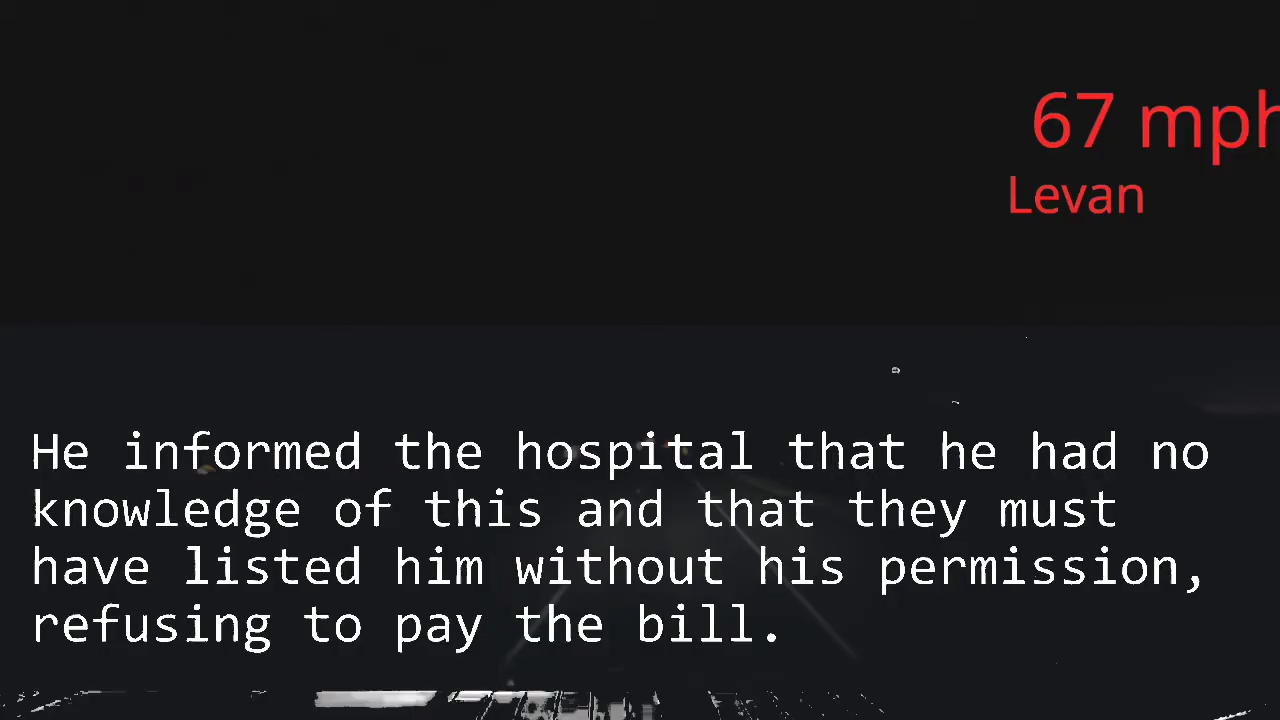 67 mph
Levan
He informed the hospital that he had no
knowledge of this and that they must
have listed him without his permission,
refusing to pay the bill.